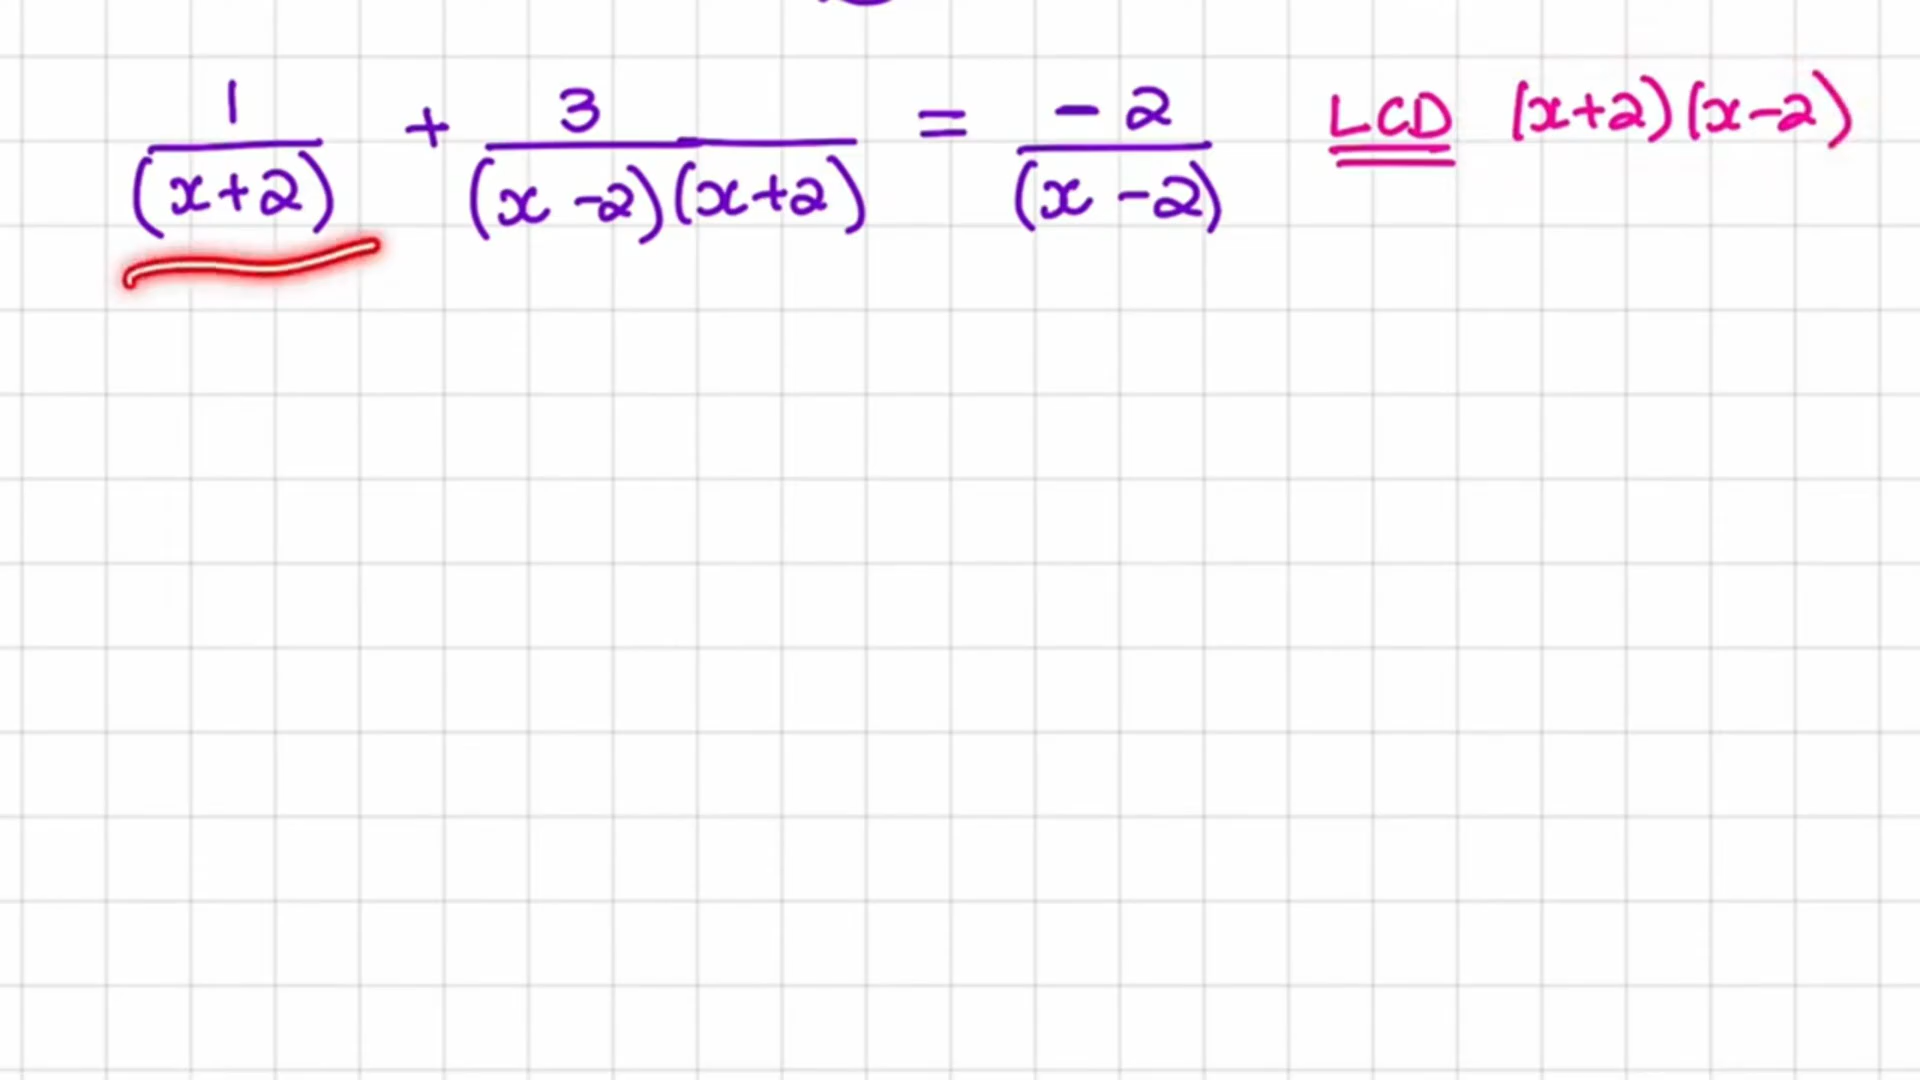 1/(x+2) + 3/((x-2)(x+2)) = -2/(x-2) LCD (x+2)(x-2)